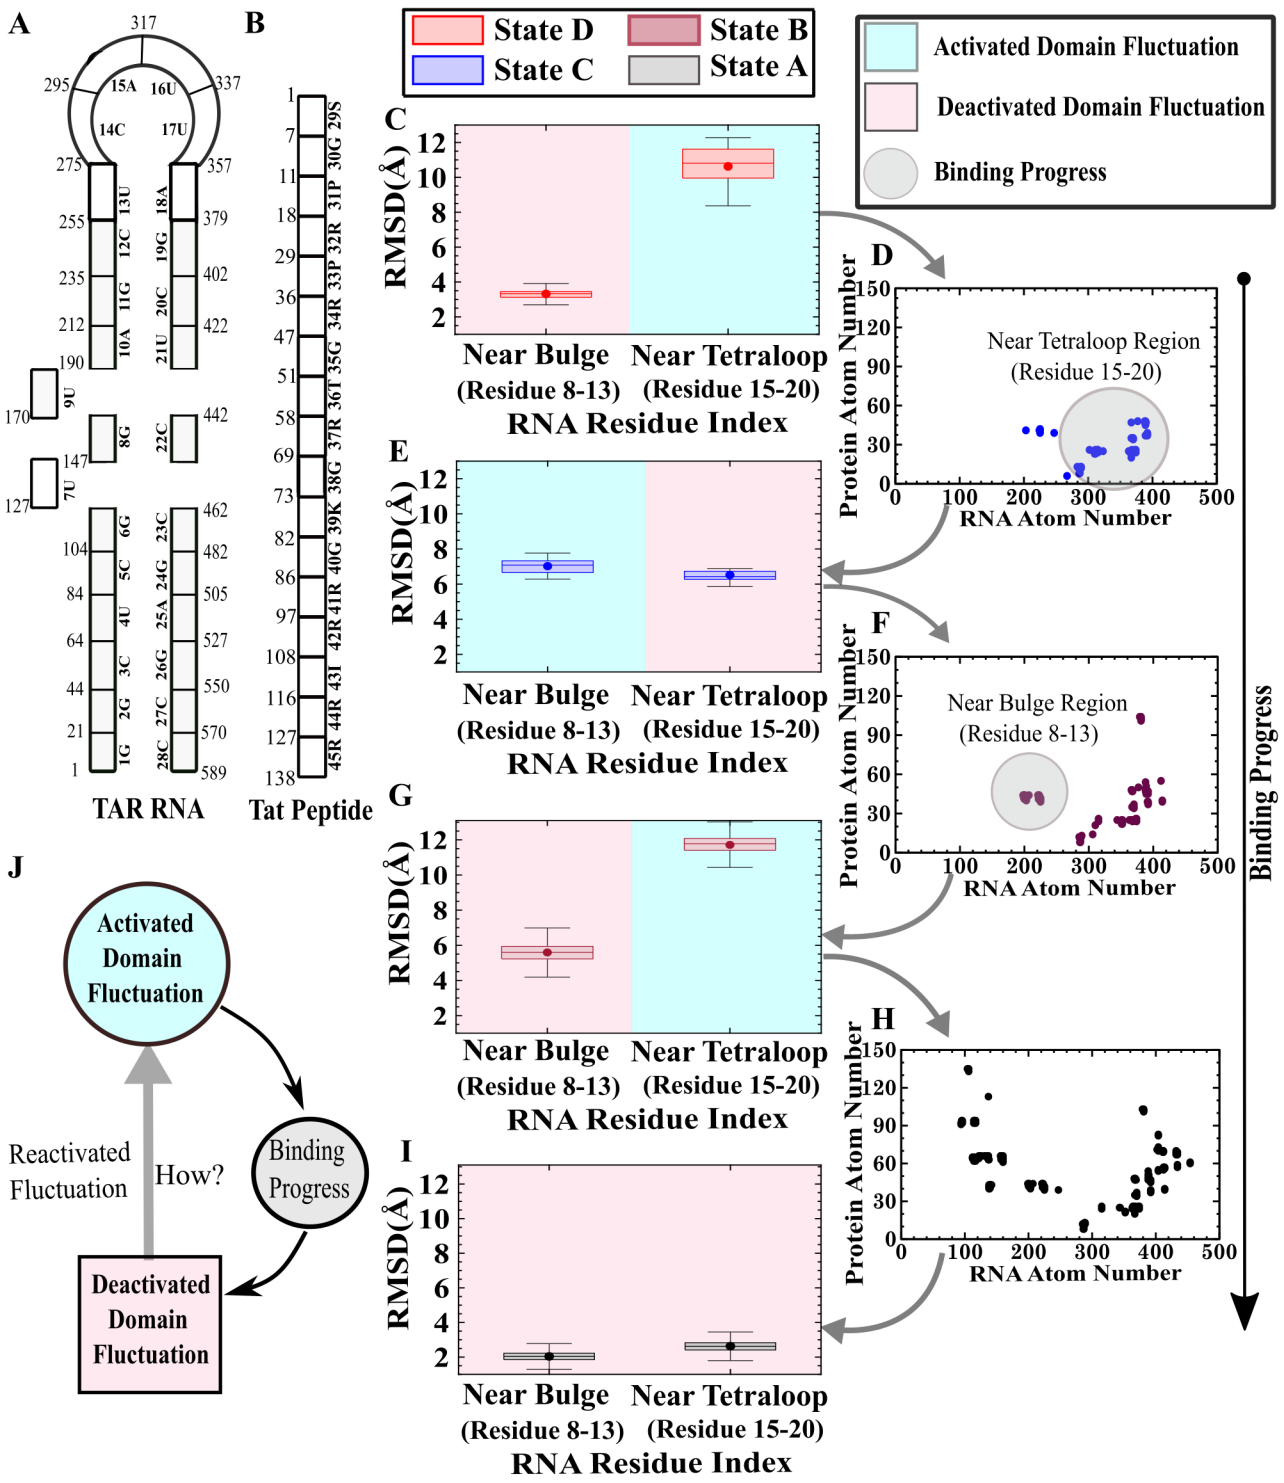 A
317
295
337
15A
16U
14C
17U
275
357
13U
18A
255
379
12C
19G
235
402
11G
20C
212
422
10A
21U
190
9U
170
442
8G
22C
147
7U
127
462
6G
23C
104
482
5C
24G
84
505
4U
25A
64
527
3C
26G
44
550
2G
27C
21
570
1G
28C
1
589
TAR RNA
B
1
29S
7
30G
11
31P
18
32R
29
33P
36
34R
47
35G
51
36T
58
37R
69
38G
73
39K
82
40G
86
41R
97
42R
108
43I
116
44R
127
45R
138
Tat Peptide
State D
State B
State C
State A
Activated Domain Fluctuation
Deactivated Domain Fluctuation
Binding Progress
C
RMSD(Å)
12
10
8
6
4
2
Near Bulge
Near Tetraloop
(Residue 8-13)
(Residue 15-20)
RNA Residue Index
D
Protein Atom Number
150
120
90
60
30
0
Near Tetraloop Region
(Residue 15-20)
0 100 200 300 400 500
RNA Atom Number
E
RMSD(Å)
12
10
8
6
4
2
Near Bulge
Near Tetraloop
(Residue 8-13)
(Residue 15-20)
RNA Residue Index
F
Protein Atom Number
150
120
90
60
30
0
Near Bulge Region
(Residue 8-13)
0 100 200 300 400 500
RNA Atom Number
G
RMSD(Å)
12
10
8
6
4
2
Near Bulge
Near Tetraloop
(Residue 8-13)
(Residue 15-20)
RNA Residue Index
H
Protein Atom Number
150
120
90
60
30
0
0 100 200 300 400 500
RNA Atom Number
I
RMSD(Å)
12
10
8
6
4
2
Near Bulge
Near Tetraloop
(Residue 8-13)
(Residue 15-20)
RNA Residue Index
Binding Progress
J
Activated
Domain
Fluctuation
Binding
Progress
Reactivated
Fluctuation
How?
Deactivated
Domain
Fluctuation